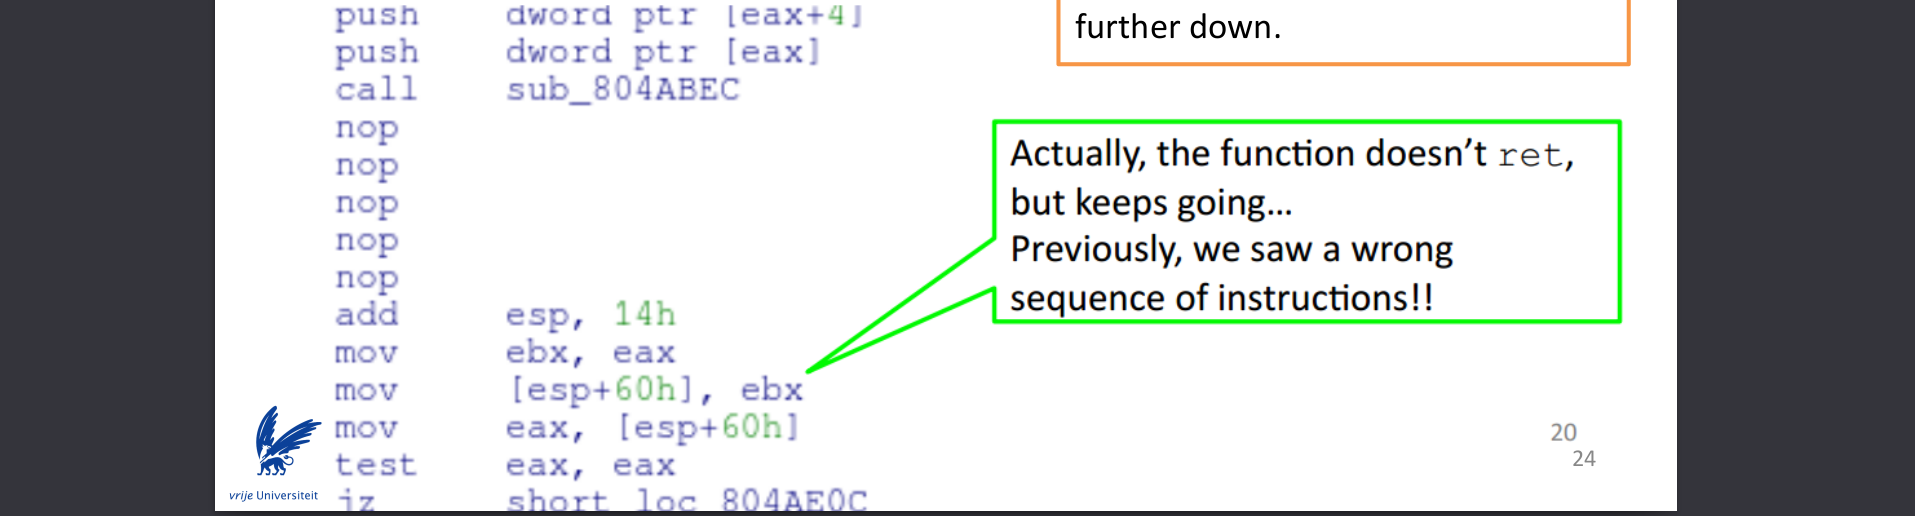 push dword ptr [eax+4]
push dword ptr [eax]
call sub_804ABEC
nop
nop
nop
nop
nop
add esp, 14h
mov ebx, eax
mov [esp+60h], ebx
mov eax, [esp+60h]
test eax, eax
jz short loc_804AE0C
further down.
Actually, the function doesn't ret,
but keeps going...
Previously, we saw a wrong
sequence of instructions!!
vrije Universiteit
20
24